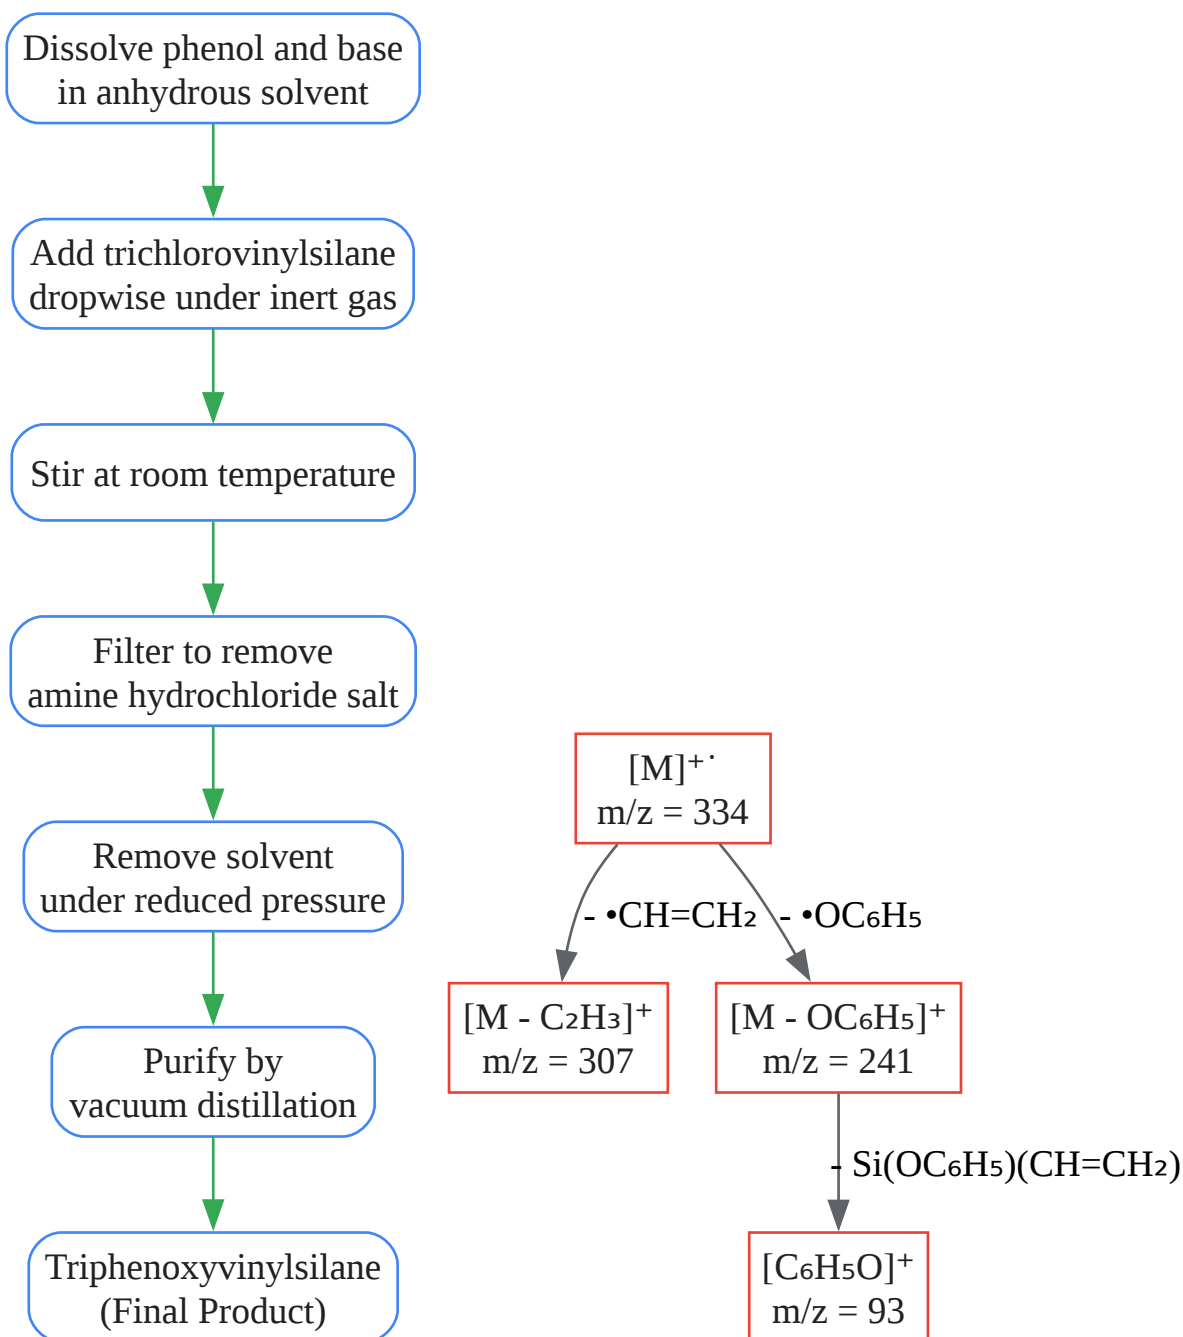 Dissolve phenol and base
in anhydrous solvent
Add trichlorovinylsilane
dropwise under inert gas
Stir at room temperature
Filter to remove
amine hydrochloride salt
Remove solvent
under reduced pressure
Purify by
vacuum distillation
Triphenoxyvinylsilane
(Final Product)
[M]⁺˙
m/z = 334
- •CH=CH₂
- •OC₆H₅
[M - C₂H₃]⁺
m/z = 307
[M - OC₆H₅]⁺
m/z = 241
- Si(OC₆H₅)(CH=CH₂)
[C₆H₅O]⁺
m/z = 93